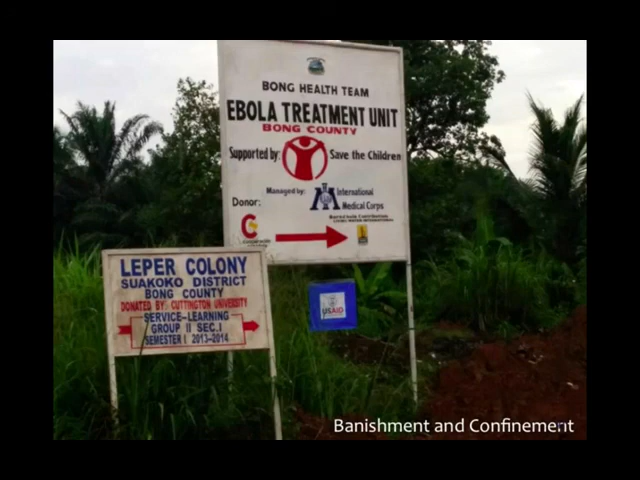 BONG HEALTH TEAM
EBOLA TREATMENT UNIT
BONG COUNTY
Supported by: Save the Children
Managed by: International
Medical Corps
Donor:
LEPER COLONY
SUAKOKO DISTRICT
BONG COUNTY
DONATED BY: CUTTINGTON UNIVERSITY
SERVICE-LEARNING
GROUP II SEC.I
SEMESTER I 2013-2014
USAID
Banishment and Confinement